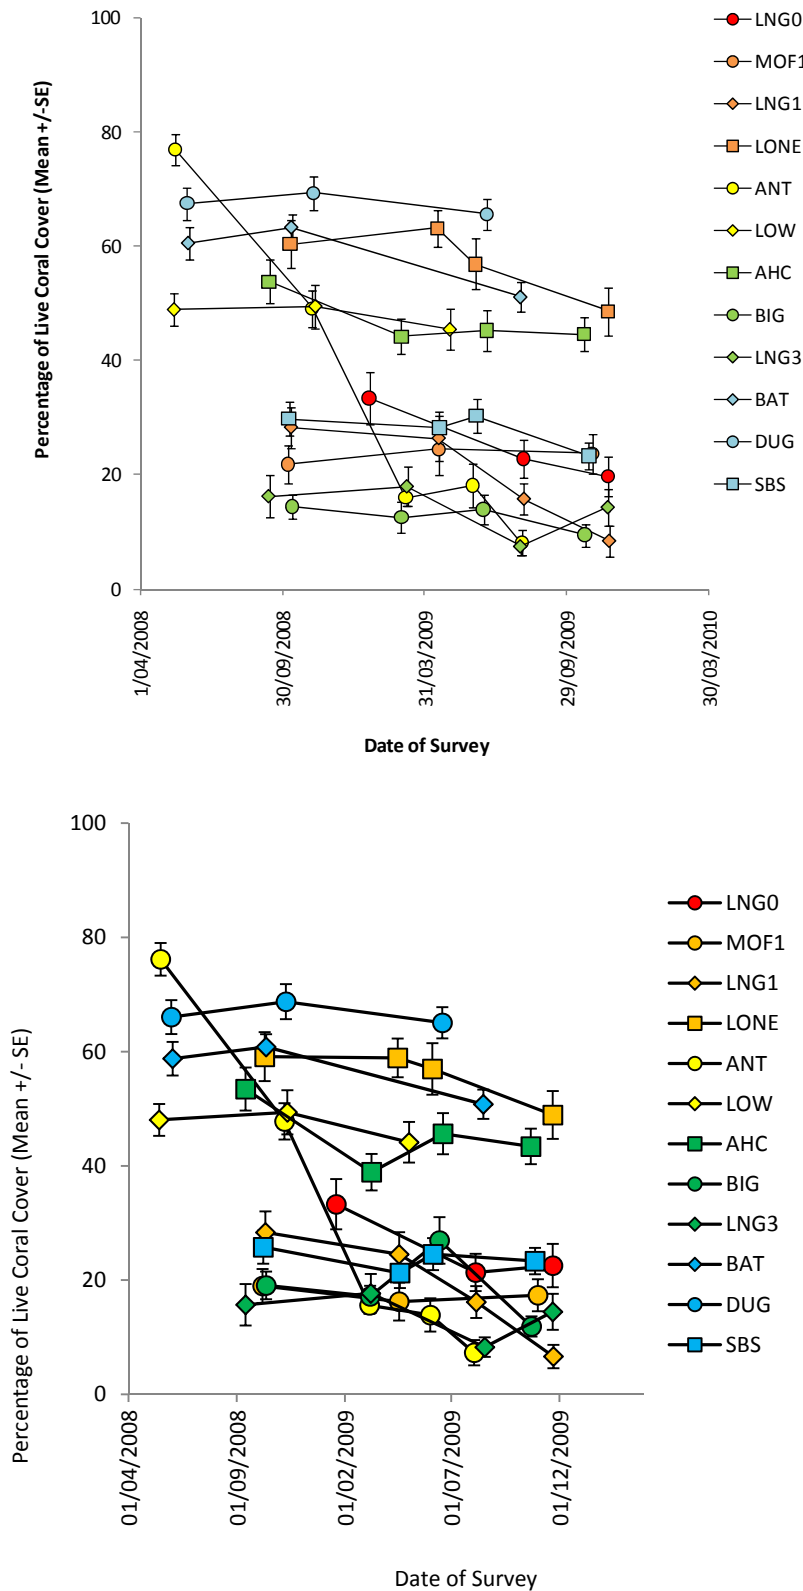 100
80
60
40
20
0
Percentage of Live Coral Cover (Mean +/-SE)
1/04/2008
30/09/2008
31/03/2009
29/09/2009
30/03/2010
Date of Survey
LNG0
MOF1
LNG1
LONE
ANT
LOW
AHC
BIG
LNG3
BAT
DUG
SBS
100
80
60
40
20
0
Percentage of Live Coral Cover (Mean +/- SE)
01/04/2008
01/09/2008
01/02/2009
01/07/2009
01/12/2009
Date of Survey
LNG0
MOF1
LNG1
LONE
ANT
LOW
AHC
BIG
LNG3
BAT
DUG
SBS